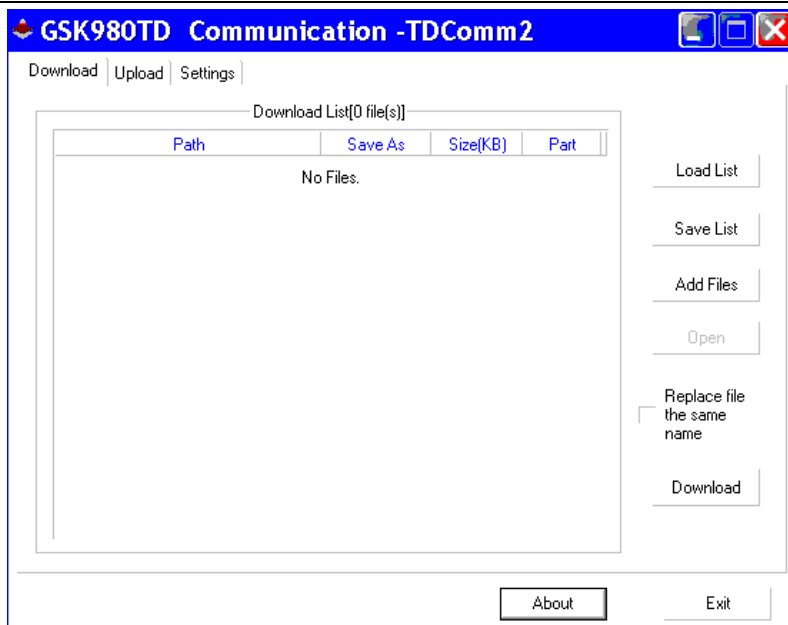 GSK980TD Communication -TDComm2
Download Upload Settings
Download List[0 file(s)]
Path Save As Size(KB) Part
No Files.
Load List
Save List
Add Files
Open
Replace file
the same
name
Download
About Exit